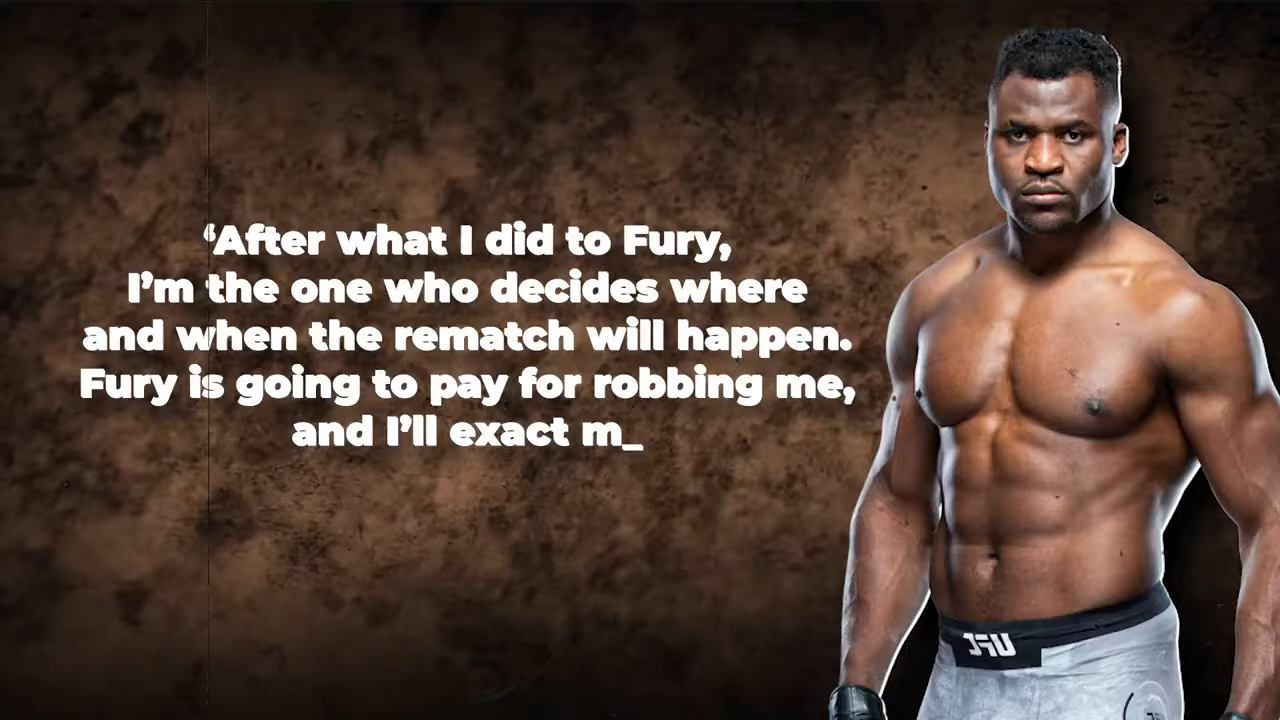 ‘After what I did to Fury,
I’m the one who decides where
and when the rematch will happen.
Fury is going to pay for robbing me,
and I’ll exact m_